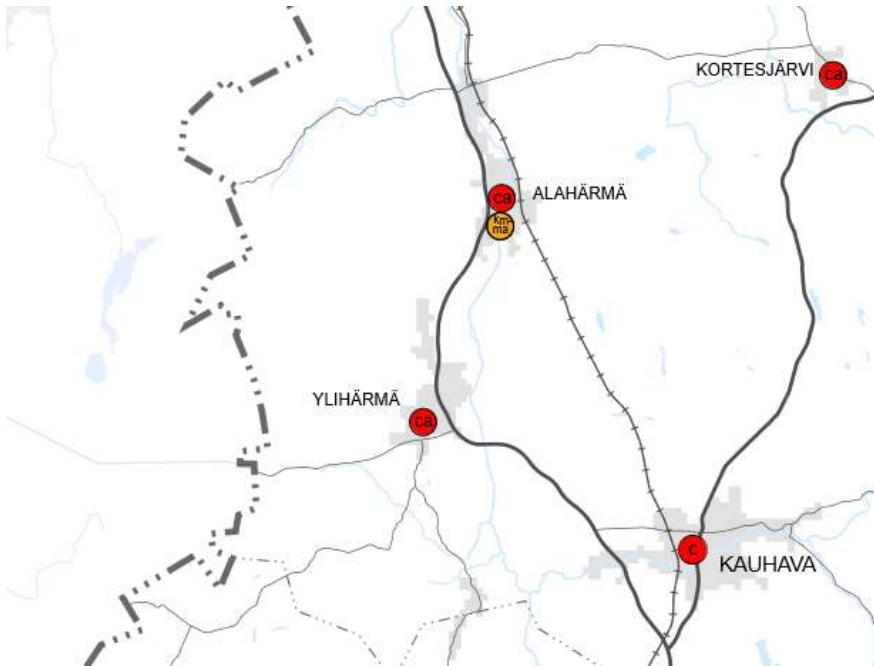 KORTESJÄRVI
ca
ca
ALAHÄRMÄ
km-
ma
YLIHÄRMÄ
ca
c
KAUHAVA